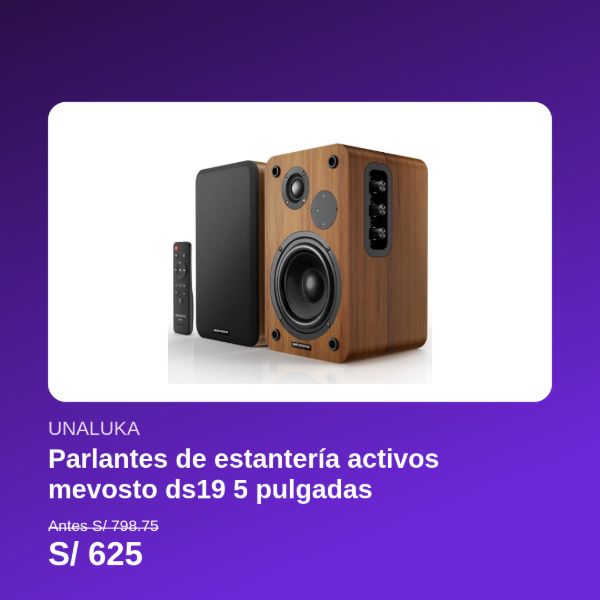 UNALUKA
Parlantes de estantería activos
mevosto ds19 5 pulgadas
Antes S/ 798.75
S/ 625